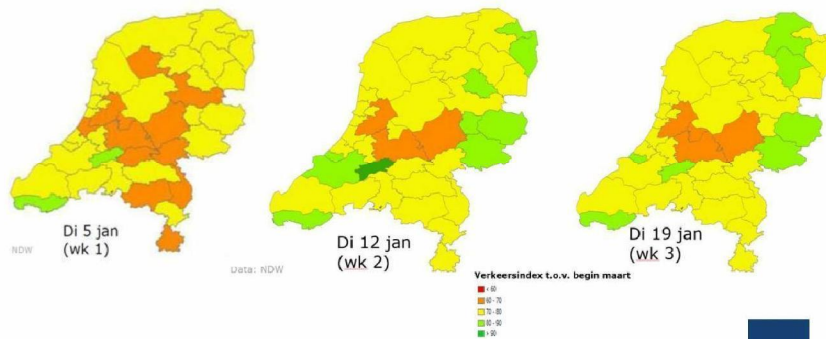 Di 5 jan
(wk 1)
NDW
Di 12 jan
(wk 2)
Data: NDW
Di 19 jan
(wk 3)
Verkeersindex t.o.v. begin maart
< 60
60 - 70
70 - 80
80 - 90
> 90